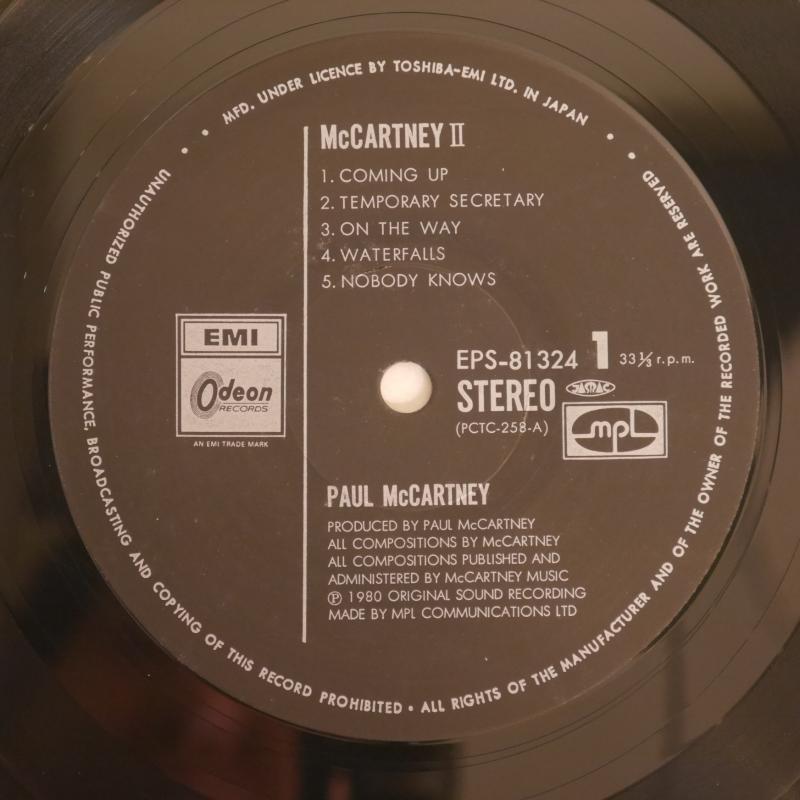 MFD. UNDER LICENCE BY TOSHIBA-EMI LTD. IN JAPAN
McCARTNEY II
1. COMING UP
2. TEMPORARY SECRETARY
3. ON THE WAY
4. WATERFALLS
5. NOBODY KNOWS
EMI
Odeon
RECORDS
AN EMI TRADE MARK
EPS-81324 1 33⅓ r.p.m.
STEREO JASRAC
(PCTC-258-A) mpl
PAUL McCARTNEY
PRODUCED BY PAUL McCARTNEY
ALL COMPOSITIONS BY McCARTNEY
ALL COMPOSITIONS PUBLISHED AND
ADMINISTERED BY McCARTNEY MUSIC
℗ 1980 ORIGINAL SOUND RECORDING
MADE BY MPL COMMUNICATIONS LTD
UNAUTHORIZED PUBLIC PERFORMANCE, BROADCASTING AND COPYING OF THIS RECORD PROHIBITED • ALL RIGHTS OF THE MANUFACTURER AND OF THE OWNER OF THE RECORDED WORK ARE RESERVED